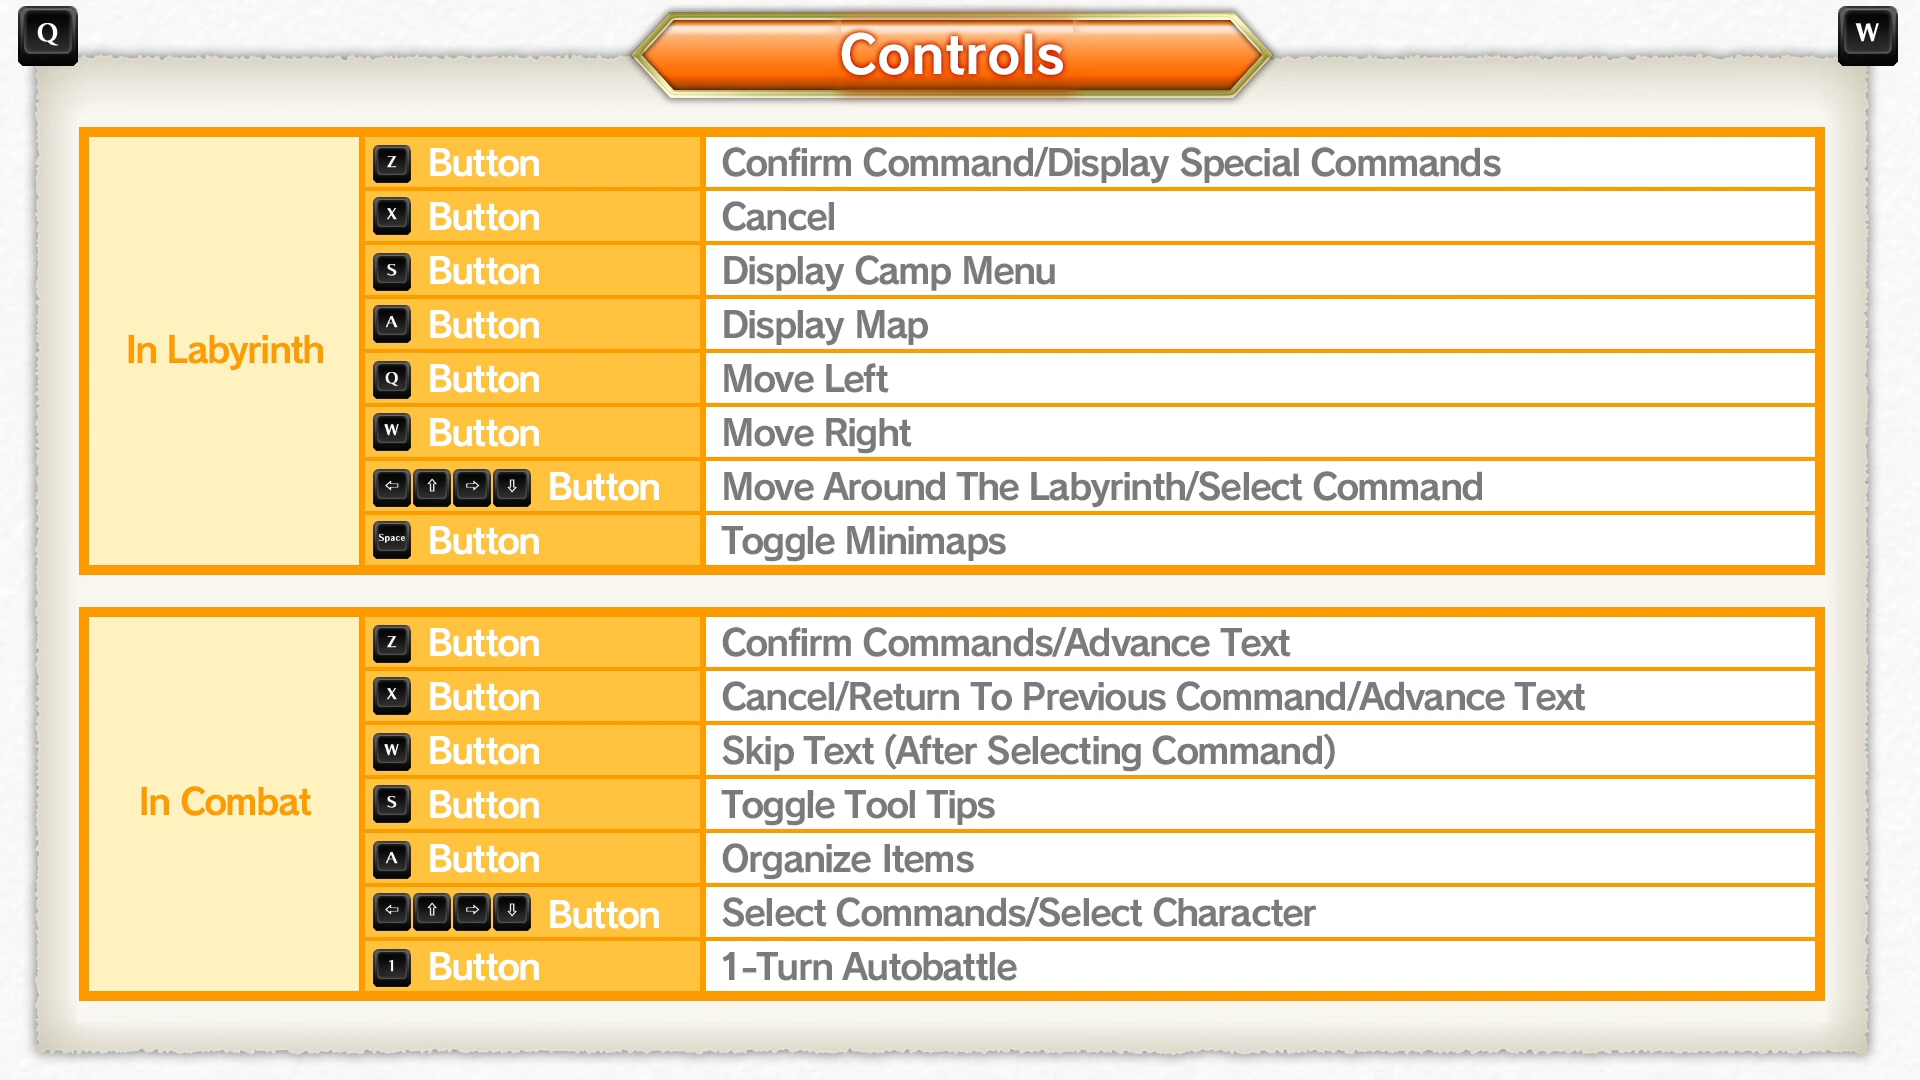 Q
Controls
W
In Labyrinth
Z Button Confirm Command/Display Special Commands
X Button Cancel
S Button Display Camp Menu
A Button Display Map
Q Button Move Left
W Button Move Right
⇦ ⇧ ⇨ ⇩ Button Move Around The Labyrinth/Select Command
Space Button Toggle Minimaps
In Combat
Z Button Confirm Commands/Advance Text
X Button Cancel/Return To Previous Command/Advance Text
W Button Skip Text (After Selecting Command)
S Button Toggle Tool Tips
A Button Organize Items
⇦ ⇧ ⇨ ⇩ Button Select Commands/Select Character
1 Button 1-Turn Autobattle